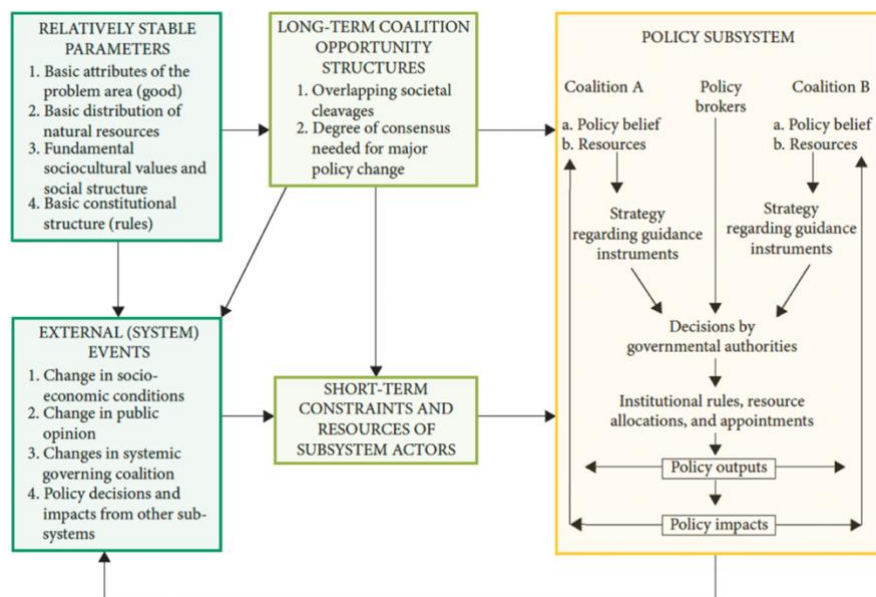 RELATIVELY STABLE
PARAMETERS
1. Basic attributes of the
problem area (good)
2. Basic distribution of
natural resources
3. Fundamental
sociocultural values and
social structure
4. Basic constitutional
structure (rules)
LONG-TERM COALITION
OPPORTUNITY
STRUCTURES
1. Overlapping societal
cleavages
2. Degree of consensus
needed for major
policy change
POLICY SUBSYSTEM
Coalition A
Policy
brokers
Coalition B
a. Policy belief
b. Resources
a. Policy belief
b. Resources
Strategy
regarding guidance
instruments
Strategy
regarding guidance
instruments
Decisions by
governmental authorities
Institutional rules, resource
allocations, and appointments
Policy outputs
Policy impacts
EXTERNAL (SYSTEM)
EVENTS
1. Change in socio-
economic conditions
2. Change in public
opinion
3. Changes in systemic
governing coalition
4. Policy decisions and
impacts from other sub-
systems
SHORT-TERM
CONSTRAINTS AND
RESOURCES OF
SUBSYSTEM ACTORS